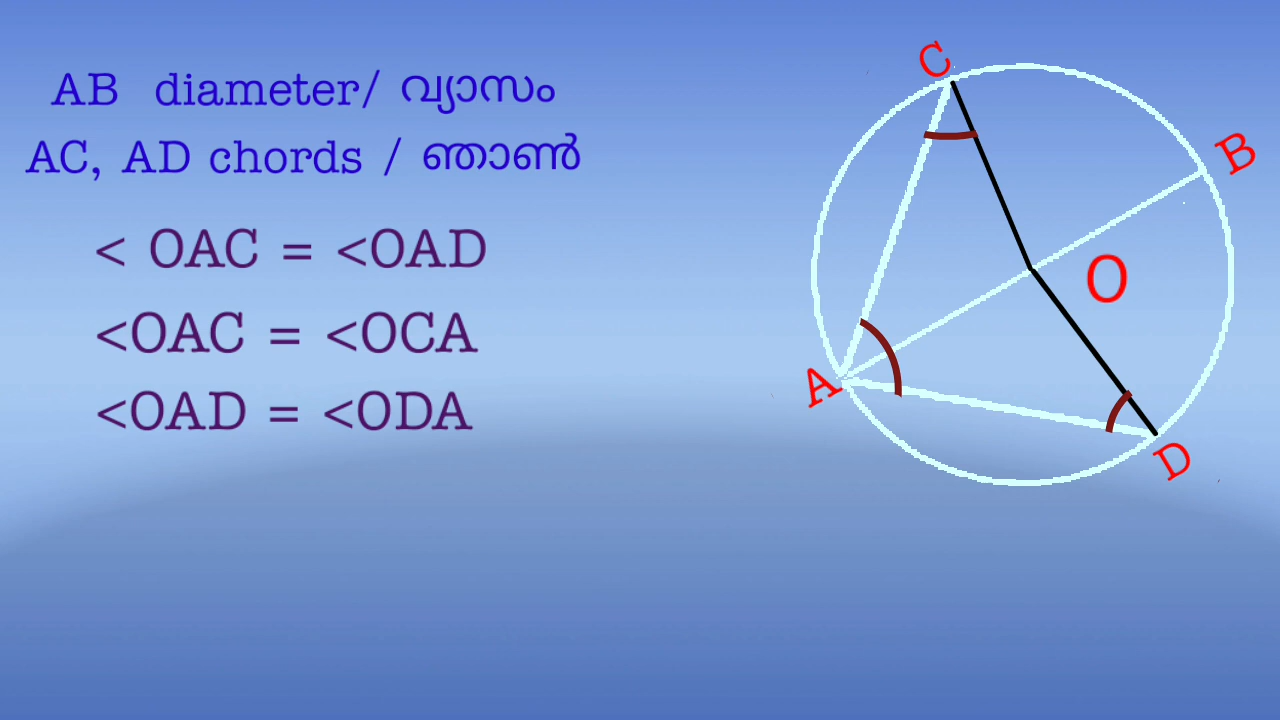 AB diameter/ വ്യാസം
AC, AD chords / ഞാൺ
< OAC = <OAD
<OAC = <OCA
<OAD = <ODA
C
B
O
A
D